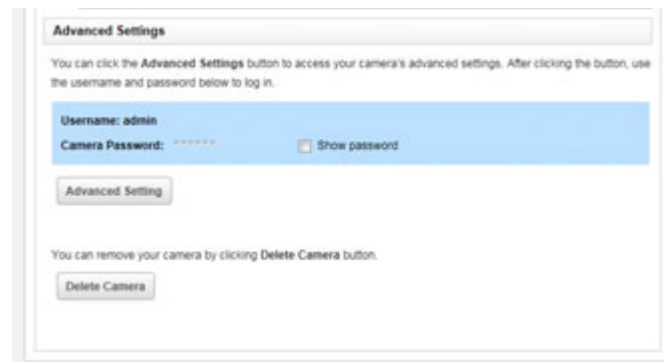 Advanced Settings
You can click the Advanced Settings button to access your camera's advanced settings. After clicking the button, use
the username and password below to log in.
Username: admin
Camera Password: ******
Show password
Advanced Setting
You can remove your camera by clicking Delete Camera button.
Delete Camera